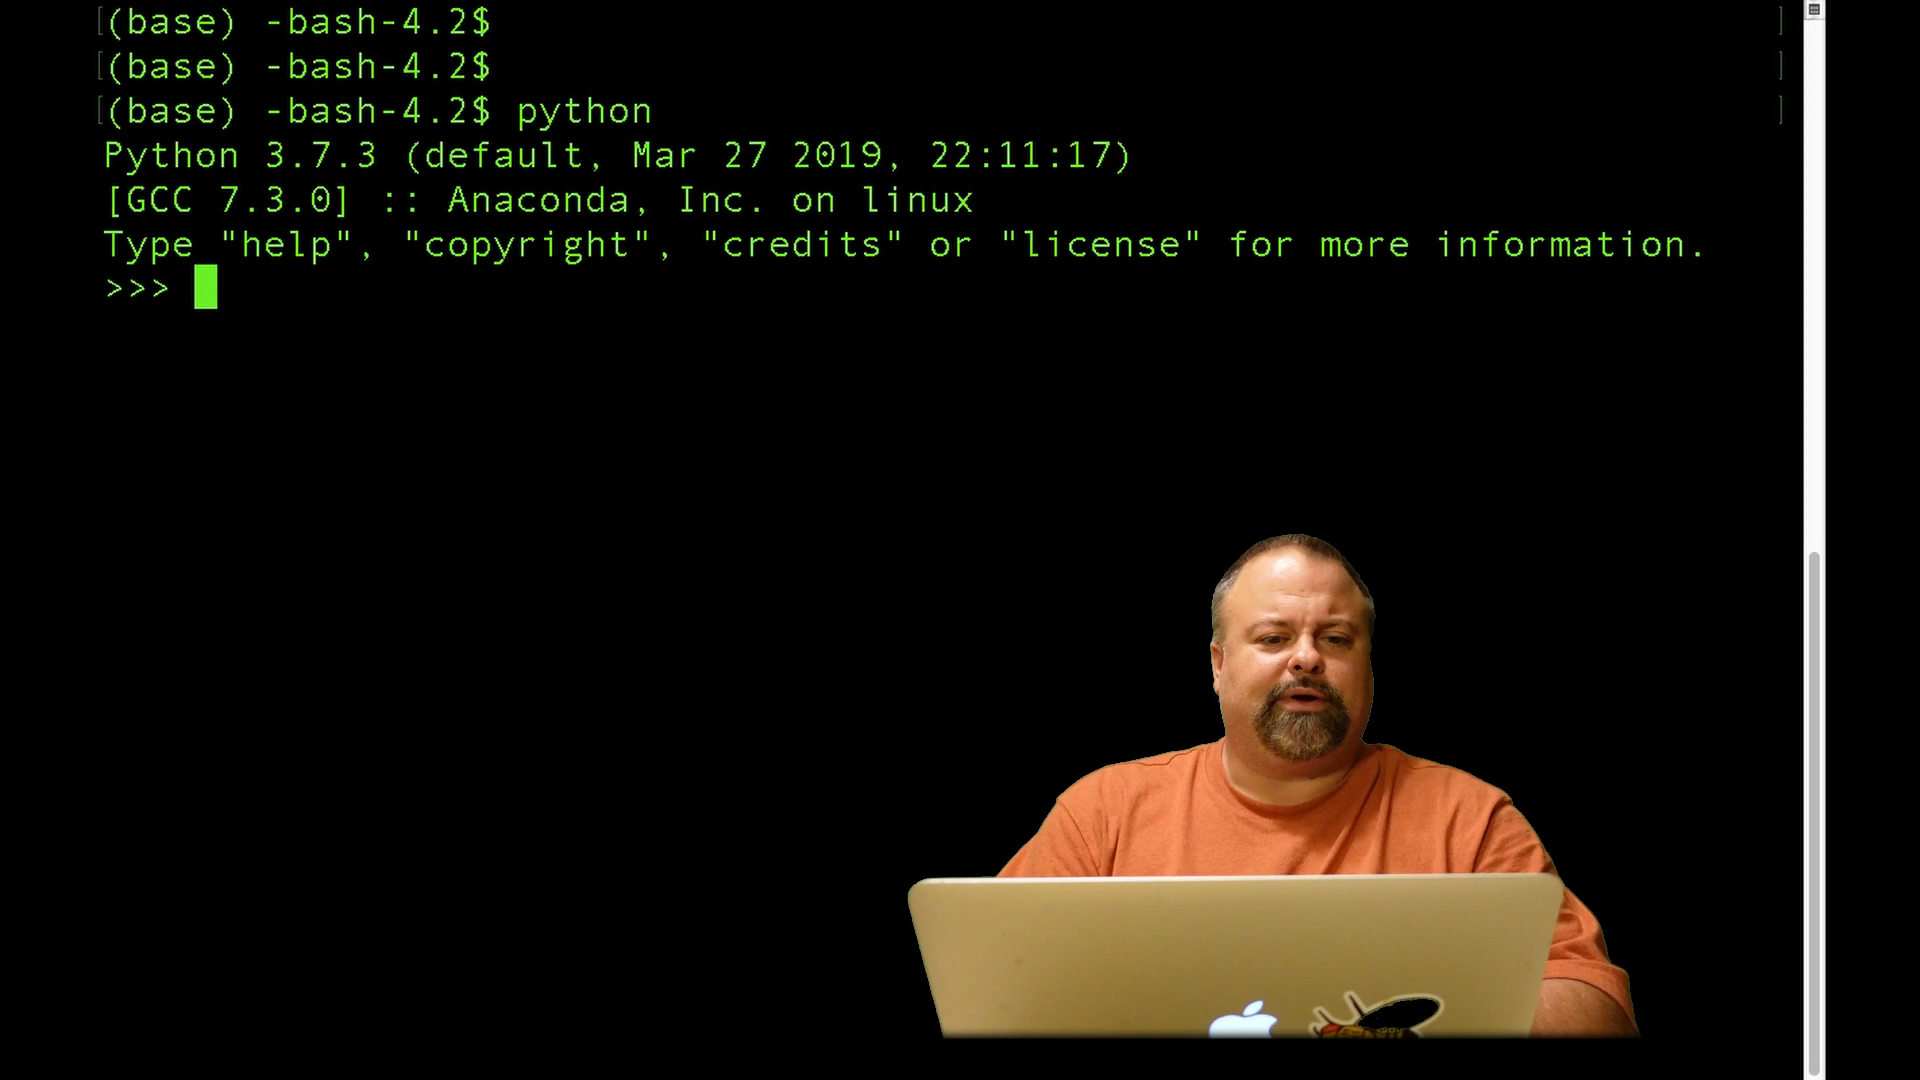 [(base) -bash-4.2$ ]
[(base) -bash-4.2$ ]
[(base) -bash-4.2$ python ]
Python 3.7.3 (default, Mar 27 2019, 22:11:17)
[GCC 7.3.0] :: Anaconda, Inc. on linux
Type "help", "copyright", "credits" or "license" for more information.
>>>